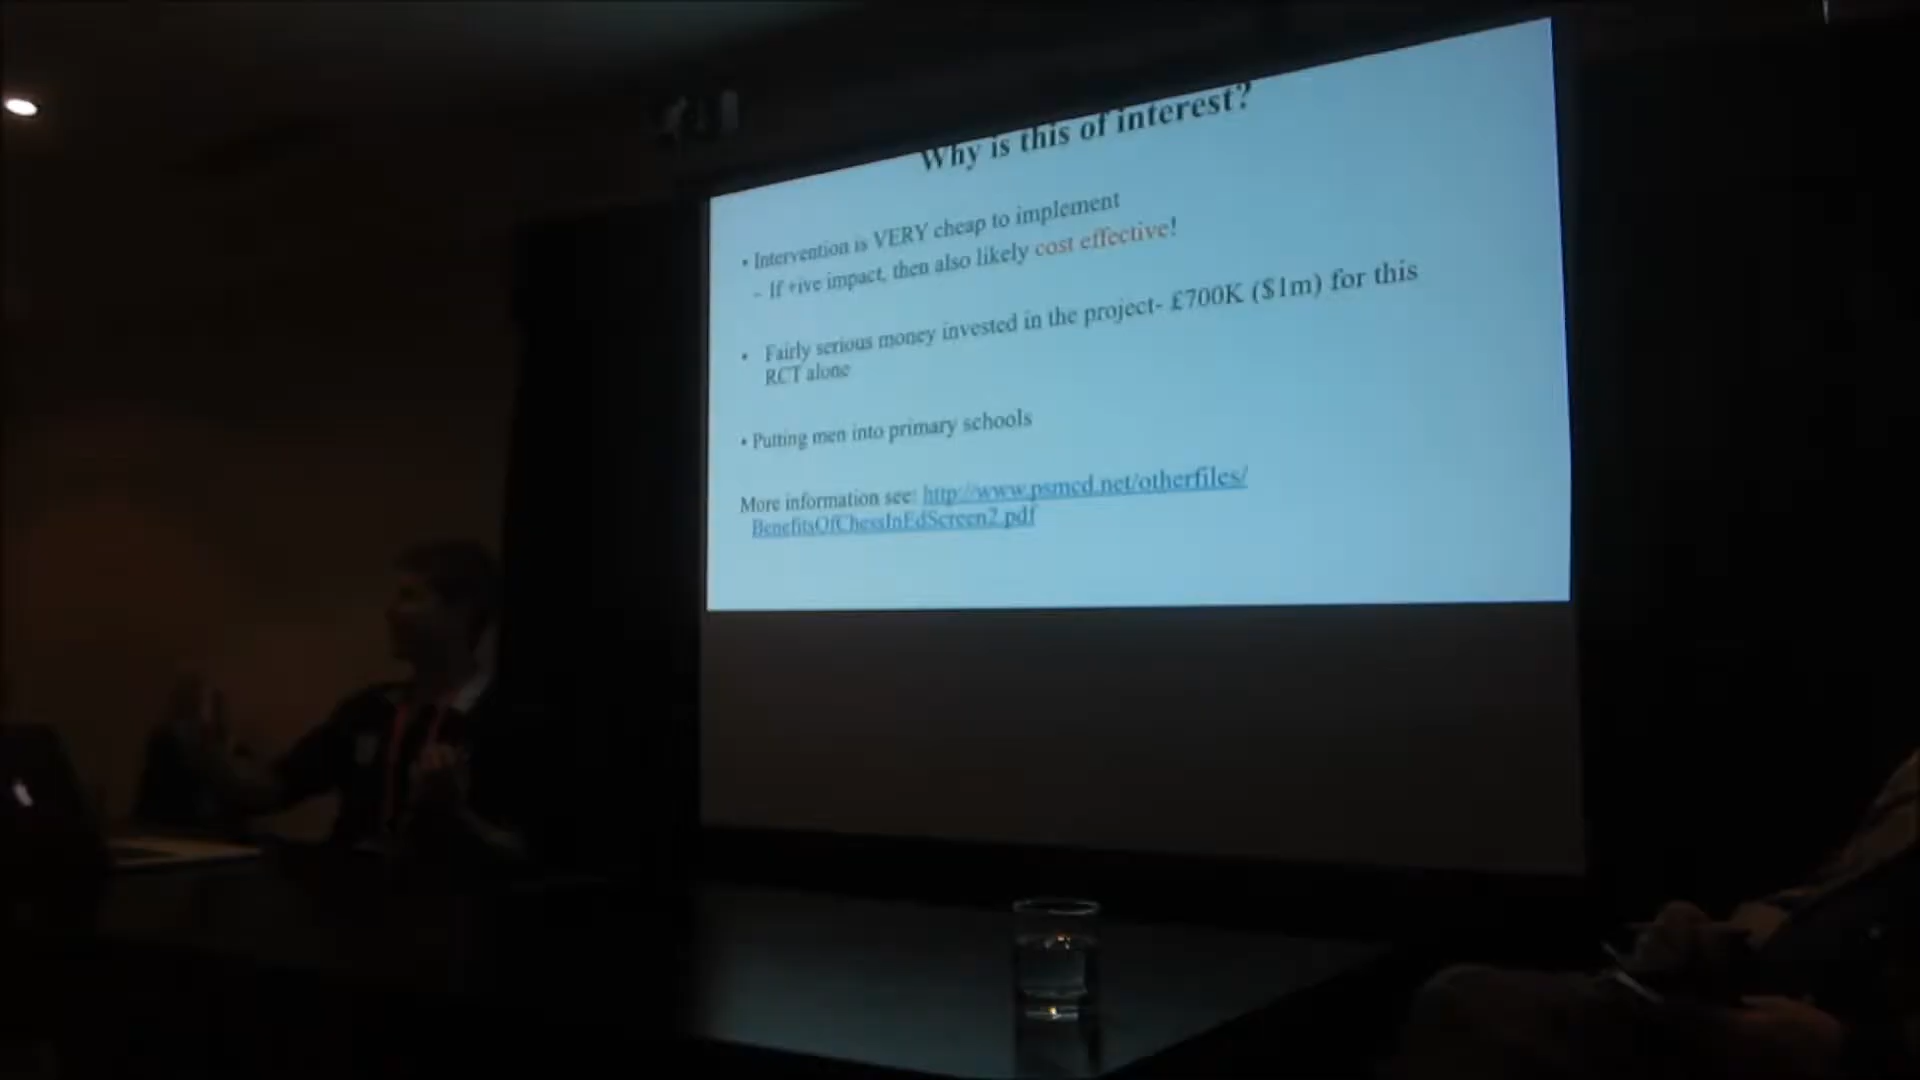 Why is this of interest?
• Intervention is VERY cheap to implement
- If +ive impact, then also likely cost effective!
• Fairly serious money invested in the project- £700K ($1m) for this
RCT alone
• Putting men into primary schools
More information see: http://www.psmcd.net/otherfiles/
BenefitsOfChessInEdScreen2.pdf